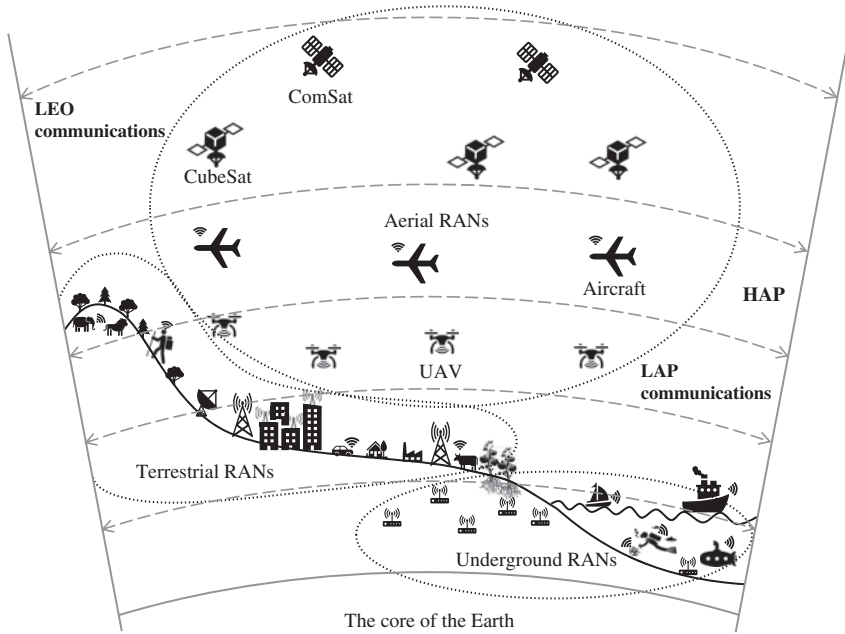 ComSat
LEO
communications
CubeSat
Aerial RANs
Aircraft
HAP
UAV
LAP
communications
Terrestrial RANs
Underground RANs
The core of the Earth